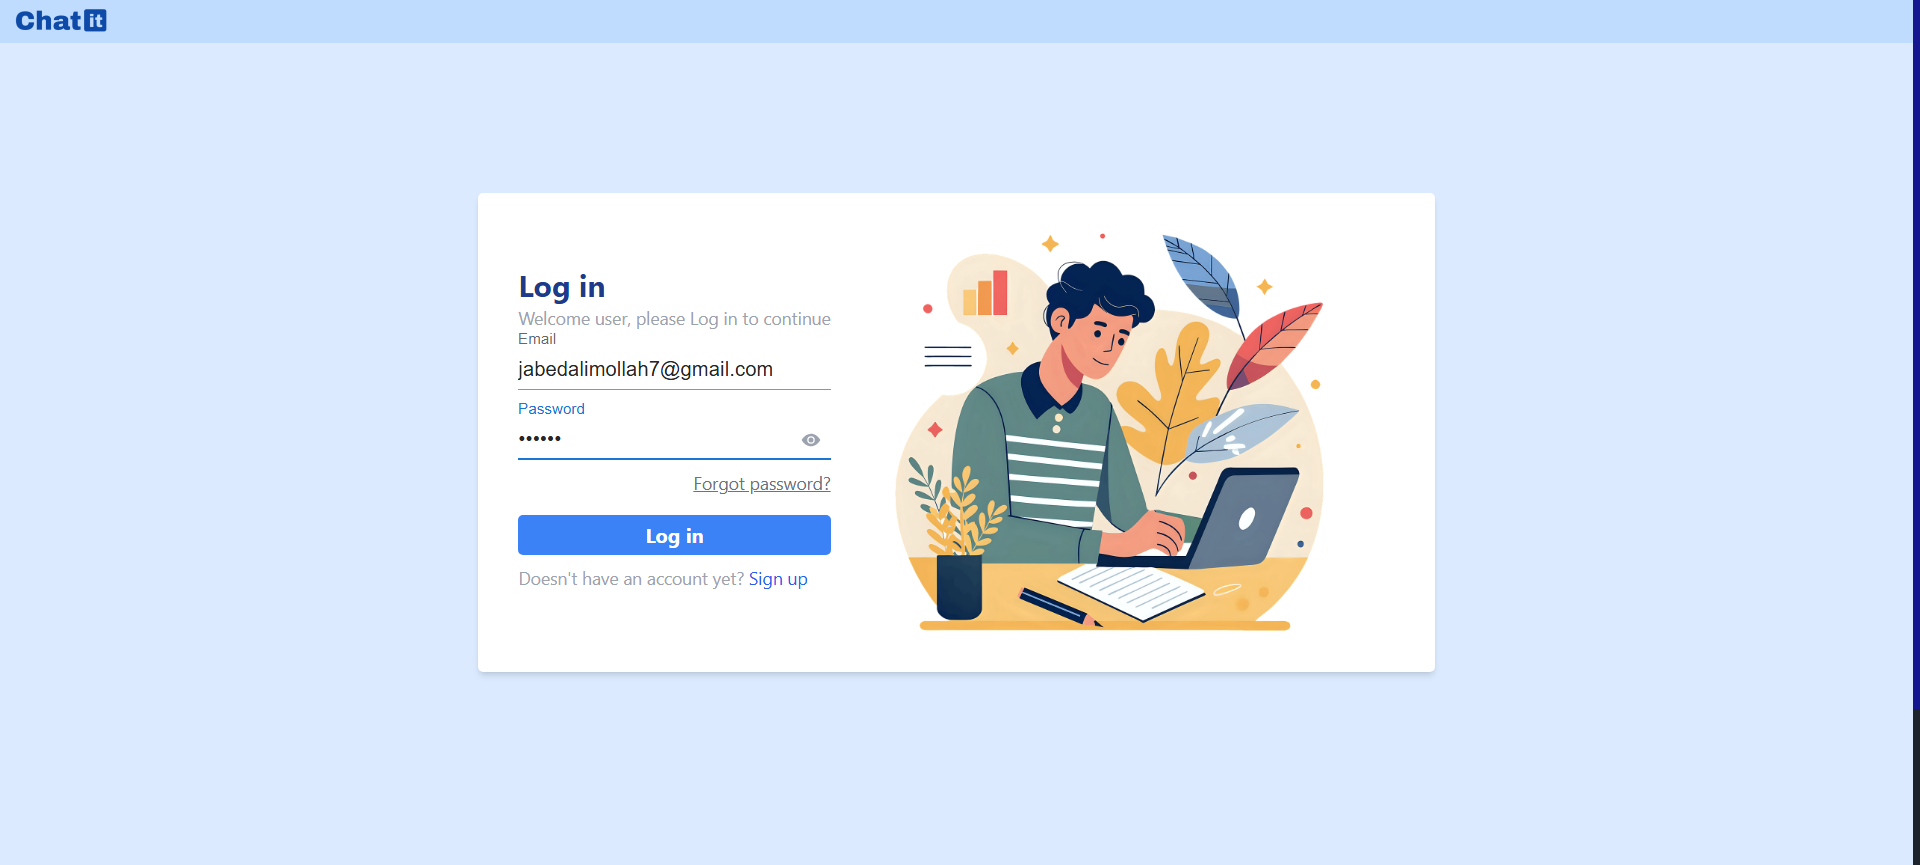 Chat it
Log in
Welcome user, please Log in to continue
Email
jabedalimollah7@gmail.com
Password
••••••
Forgot password?
Log in
Doesn't have an account yet? Sign up